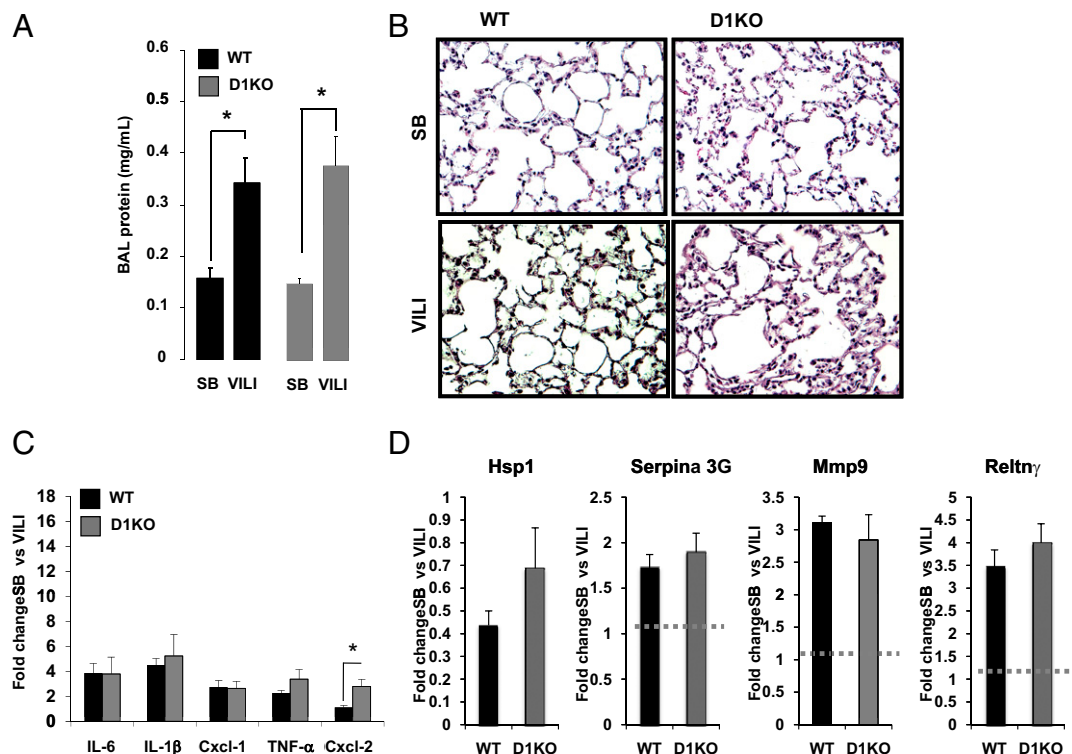 A
BAL protein (mg/mL)
0.6
0.5
0.4
0.3
0.2
0.1
0
WT
D1KO
*
*
SB VILI SB VILI
B
WT D1KO
SB
VILI
C
Fold changeSB vs VILI
18
16
14
12
10
8
6
4
2
0
WT
D1KO
*
IL-6 IL-1β Cxcl-1 TNF-α Cxcl-2
D
Hsp1
Fold changeSB vs VILI
1
0.9
0.8
0.7
0.6
0.5
0.4
0.3
0.2
0.1
0
WT D1KO
Serpina 3G
Fold changeSB vs VILI
2.5
2
1.5
1
0.5
0
WT D1KO
Mmp9
Fold changeSB vs VILI
3.5
3
2.5
2
1.5
1
0.5
0
WT D1KO
Reltnγ
Fold changeSB vs VILI
5
4.5
4
3.5
3
2.5
2
1.5
1
0.5
0
WT D1KO